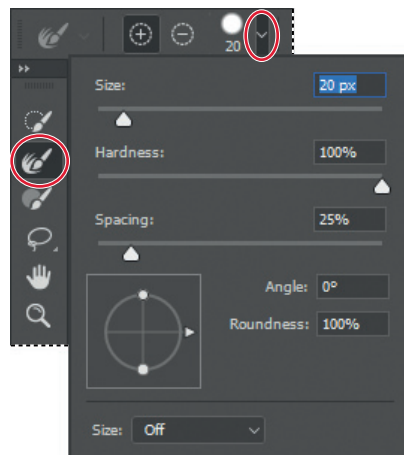 20
Size: 20 px
Hardness: 100%
Spacing: 25%
Angle: 0°
Roundness: 100%
Size: Off